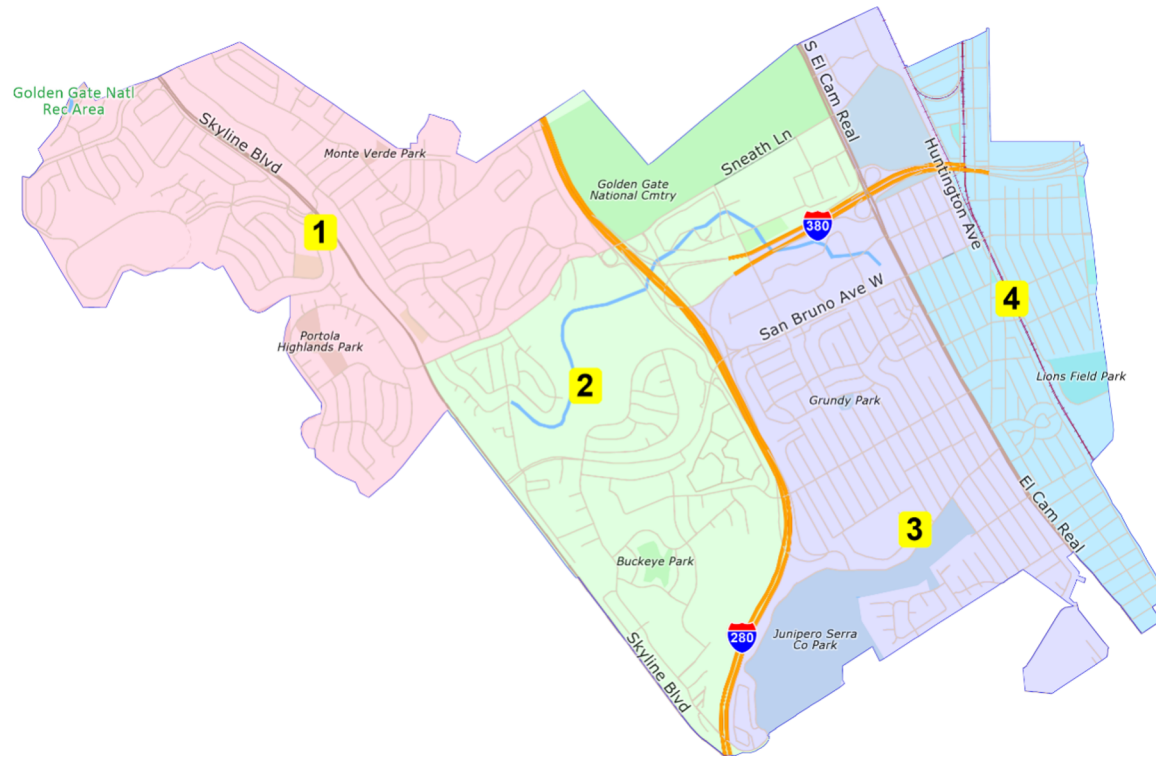 Golden Gate Natl
Rec Area
Skyline Blvd
Monte Verde Park
1
Portola
Highlands Park
Golden Gate
National Cmtry
Sneath Ln
S El Cam Real
Huntington Ave
380
San Bruno Ave W
4
2
Lions Field Park
Grundy Park
El Cam Real
3
Buckeye Park
280
Junipero Serra
Co Park
Skyline Blvd